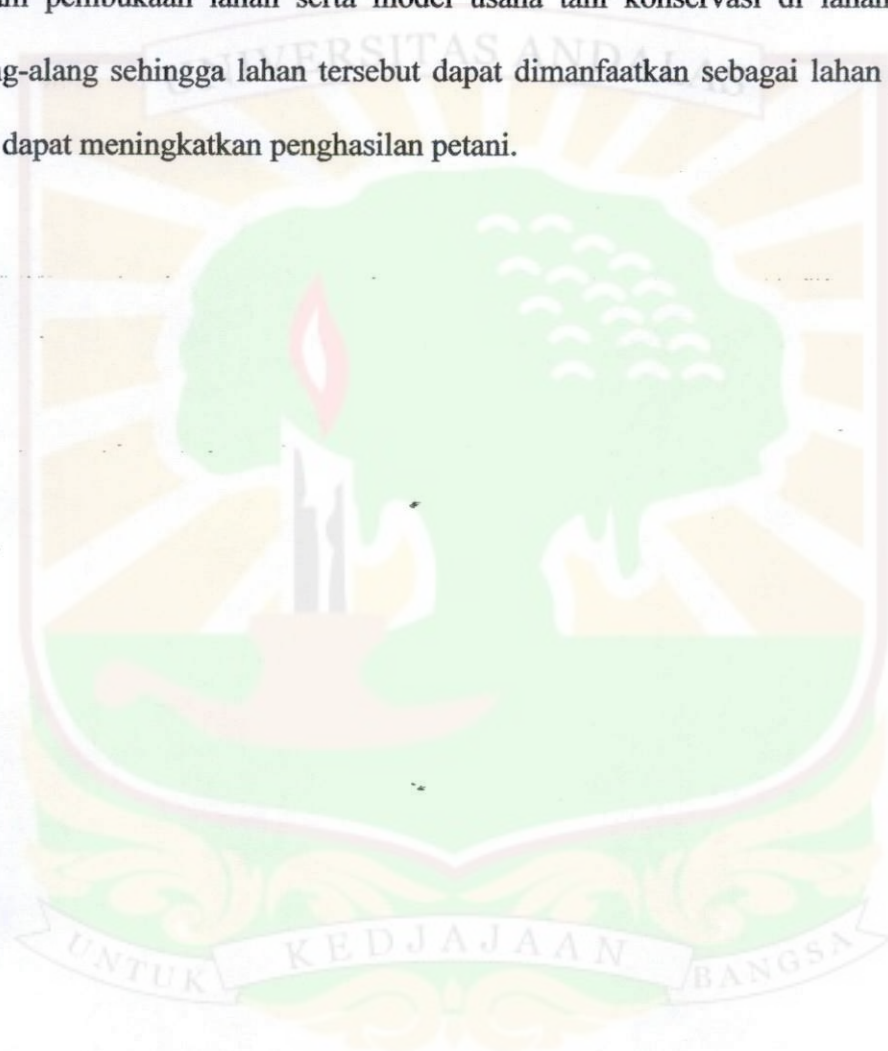 pembukaan lahan serta model usaha tani konservasi di lahan
g-alang sehingga lahan tersebut dapat dimanfaatkan sebagai lahan
dapat meningkatkan penghasilan petani.
UNIVERSITAS ANDALAS
UNTUK KEDJAJAAN BANGSA